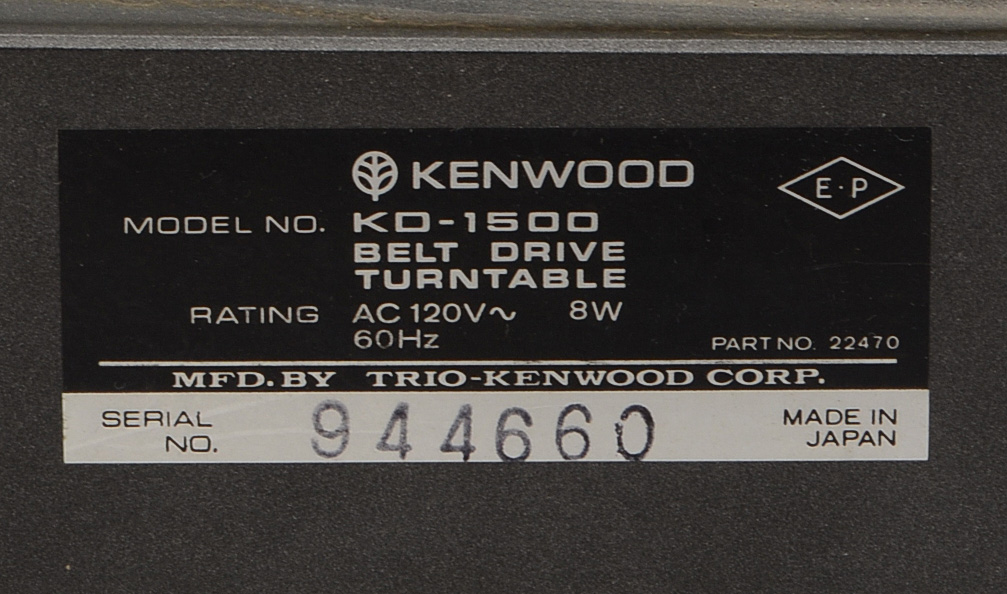 KENWOOD
E·P
MODEL NO. KD-1500
BELT DRIVE
TURNTABLE
RATING AC 120V~ 8W
60Hz
PART NO. 22470
MFD. BY TRIO-KENWOOD CORP.
SERIAL NO. 944660
MADE IN
JAPAN